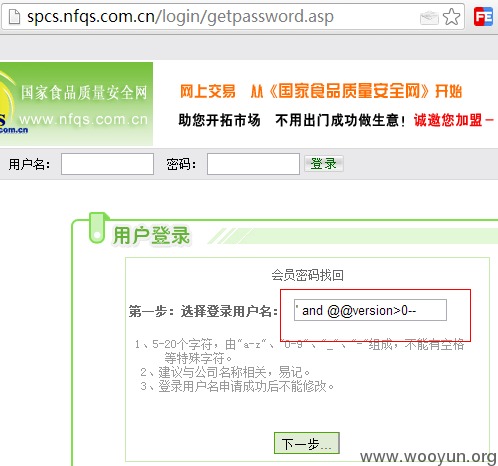 spcs.nfqs.com.cn/login/getpassword.asp
国家食品质量安全网
www.nfqs.com.cn
s.com.cn
网上交易 从《国家食品质量安全网》开始
助您开拓市场 不用出门成功做生意！诚邀您加盟－
用户名： 密码： 登录
用户登录
会员密码找回
第一步：选择登录用户名： ' and @@version>0--
1、5-20个字符，由"a-z"、"0-9"、"_"、"-"组成，不能有空格
等特殊字符。
2、建议与公司名称相关，易记。
3、登录用户名申请成功后不能修改。
下一步...
www.wooyun.org